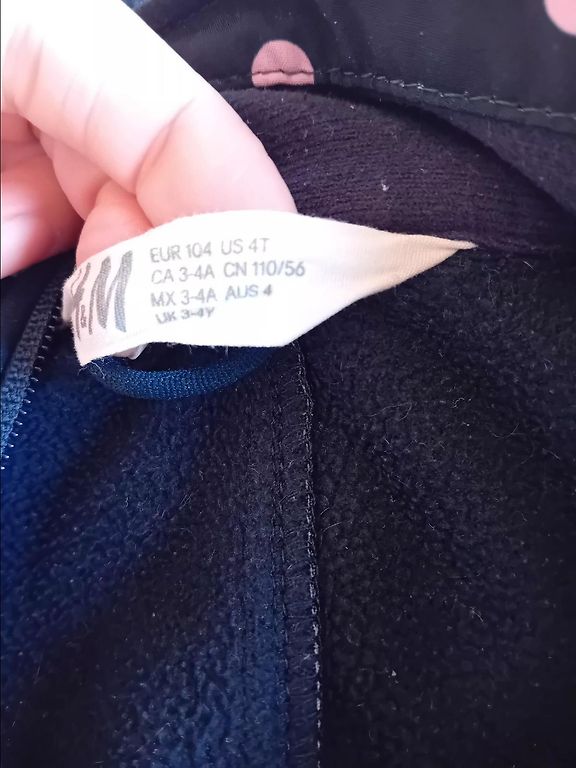 H&M
EUR 104 US 4T
CA 3-4A CN 110/56
MX 3-4A AUS 4
UK 3-4Y